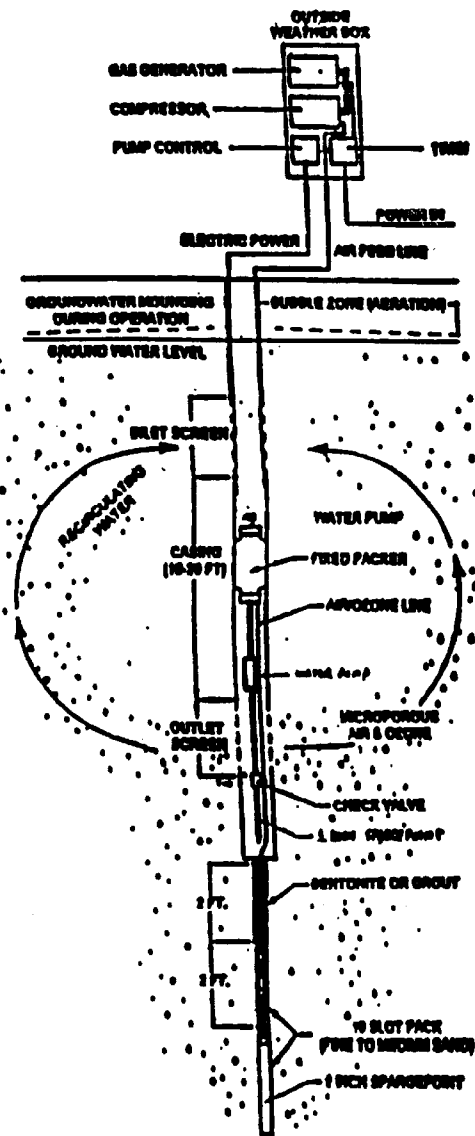 OUTSIDE
WEATHER BOX
GAS GENERATOR
COMPRESSOR
PUMP CONTROL
TIMER
POWER IN
ELECTRIC POWER
AIR FEED LINE
GROUNDWATER MOUNDING
DURING OPERATION
BUBBLE ZONE (AERATION)
GROUND WATER LEVEL
INLET SCREEN
RECIRCULATING
WATER
WATER PUMP
CASING
FIXED PACKER
AIR/OZONE LINE
MICROPOROUS
AIR & OZONE
OUTLET
SCREEN
CHECK VALVE
BENTONITE OR GROUT
2 FT.
2 FT.
10 SLOT PACK
(FINE TO MEDIUM SAND)
1 INCH SPARGEPOINT